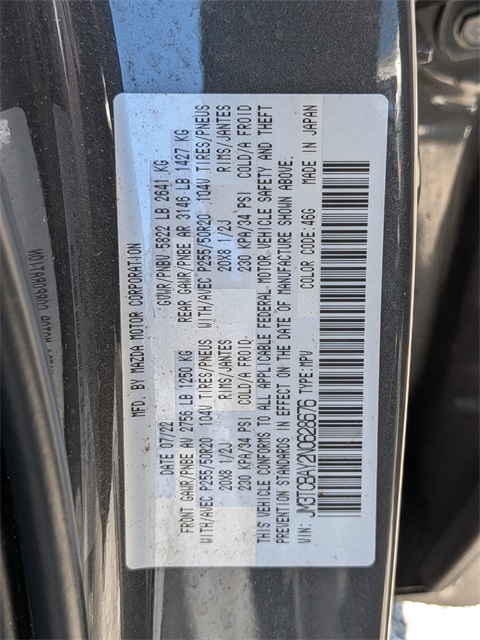 MFD. BY MAZDA MOTOR CORPORATION
DATE 07/22 GVWR/PNBV 5822 LB 2641 KG
FRONT GAWR/PNBE AV 2756 LB 1250 KG REAR GAWR/PNBE AR 3146 LB 1427 KG
WITH/AVEC P255/50R20 104V TIRES/PNEUS WITH/AVEC P255/50R20 104V TIRES/PNEUS
20X8 1/2J RIMS/JANTES 20X8 1/2J RIMS/JANTES
230 KPA/34 PSI COLD/A FROID 230 KPA/34 PSI COLD/A FROID
THIS VEHICLE CONFORMS TO ALL APPLICABLE FEDERAL MOTOR VEHICLE SAFETY AND THEFT
PREVENTION STANDARDS IN EFFECT ON THE DATE OF MANUFACTURE SHOWN ABOVE.
VIN: JM3TCBAY2N0628676 TYPE: MPV COLOR CODE: 46G MADE IN JAPAN